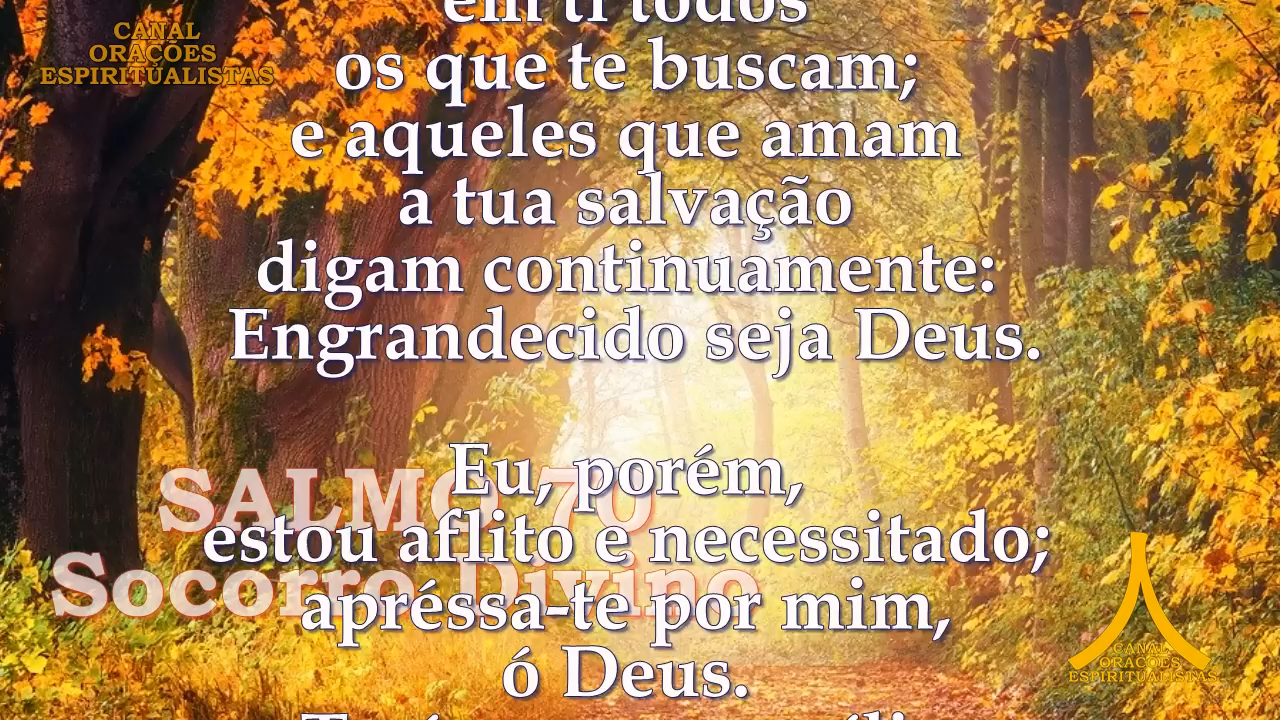 CANAL
ORAÇÕES
ESPIRITUALISTAS
em ti todos
os que te buscam;
e aqueles que amam
a tua salvação
digam continuamente:
Engrandecido seja Deus.
Eu, porém,
estou aflito e necessitado;
apréssa-te por mim,
ó Deus.
SALMO 70
Socorro Divino
CANAL
ORAÇÕES
ESPIRITUALISTAS